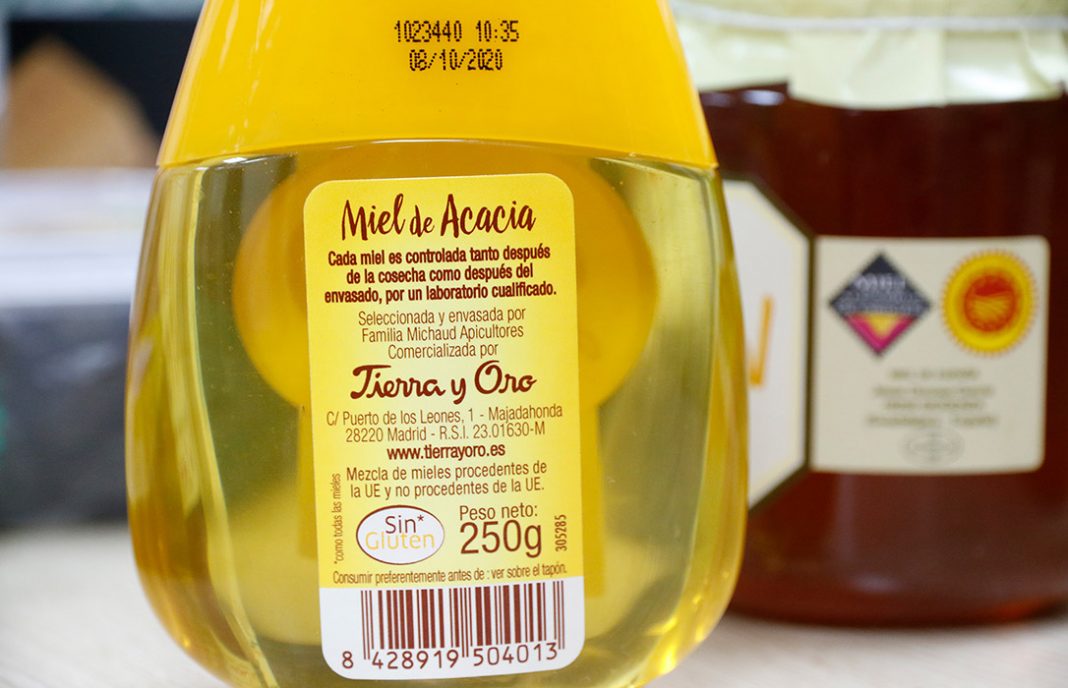 1023440 10:35
08/10/2020
Miel de Acacia
Cada miel es controlada tanto después
de la cosecha como después del
envasado, por un laboratorio cualificado.
Seleccionada y envasada por
Familia Michaud Apicultores
Comercializada por
Tierra y Oro
C/ Puerto de los Leones, 1 - Majadahonda
28220 Madrid - R.S.I. 23.01630-M
www.tierrayoro.es
Mezcla de mieles procedentes de
la UE y no procedentes de la UE.
*como todas las mieles
Sin*
Gluten
Peso neto:
250g
305285
Consumir preferentemente antes de : ver sobre el tapón.
8 428919 504013
MIEL